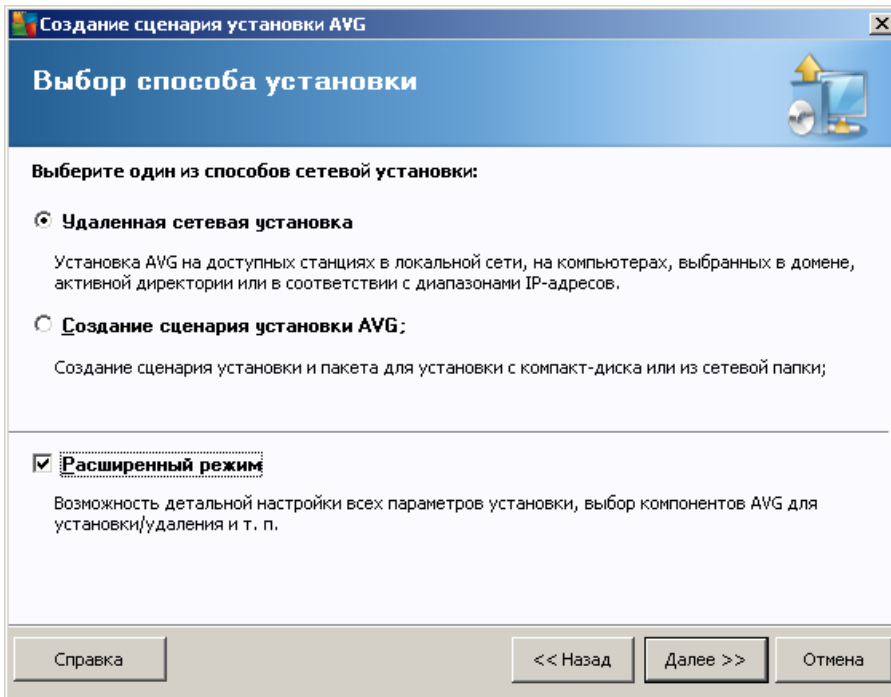 Создание сценария установки AVG
Выбор способа установки
Выберите один из способов сетевой установки:
Удаленная сетевая установка
Установка AVG на доступных станциях в локальной сети, на компьютерах, выбранных в домене,
активной директории или в соответствии с диапазонами IP-адресов.
Создание сценария установки AVG;
Создание сценария установки и пакета для установки с компакт-диска или из сетевой папки;
Расширенный режим
Возможность детальной настройки всех параметров установки, выбор компонентов AVG для
установки/удаления и т. п.
Справка
<< Назад
Далее >>
Отмена